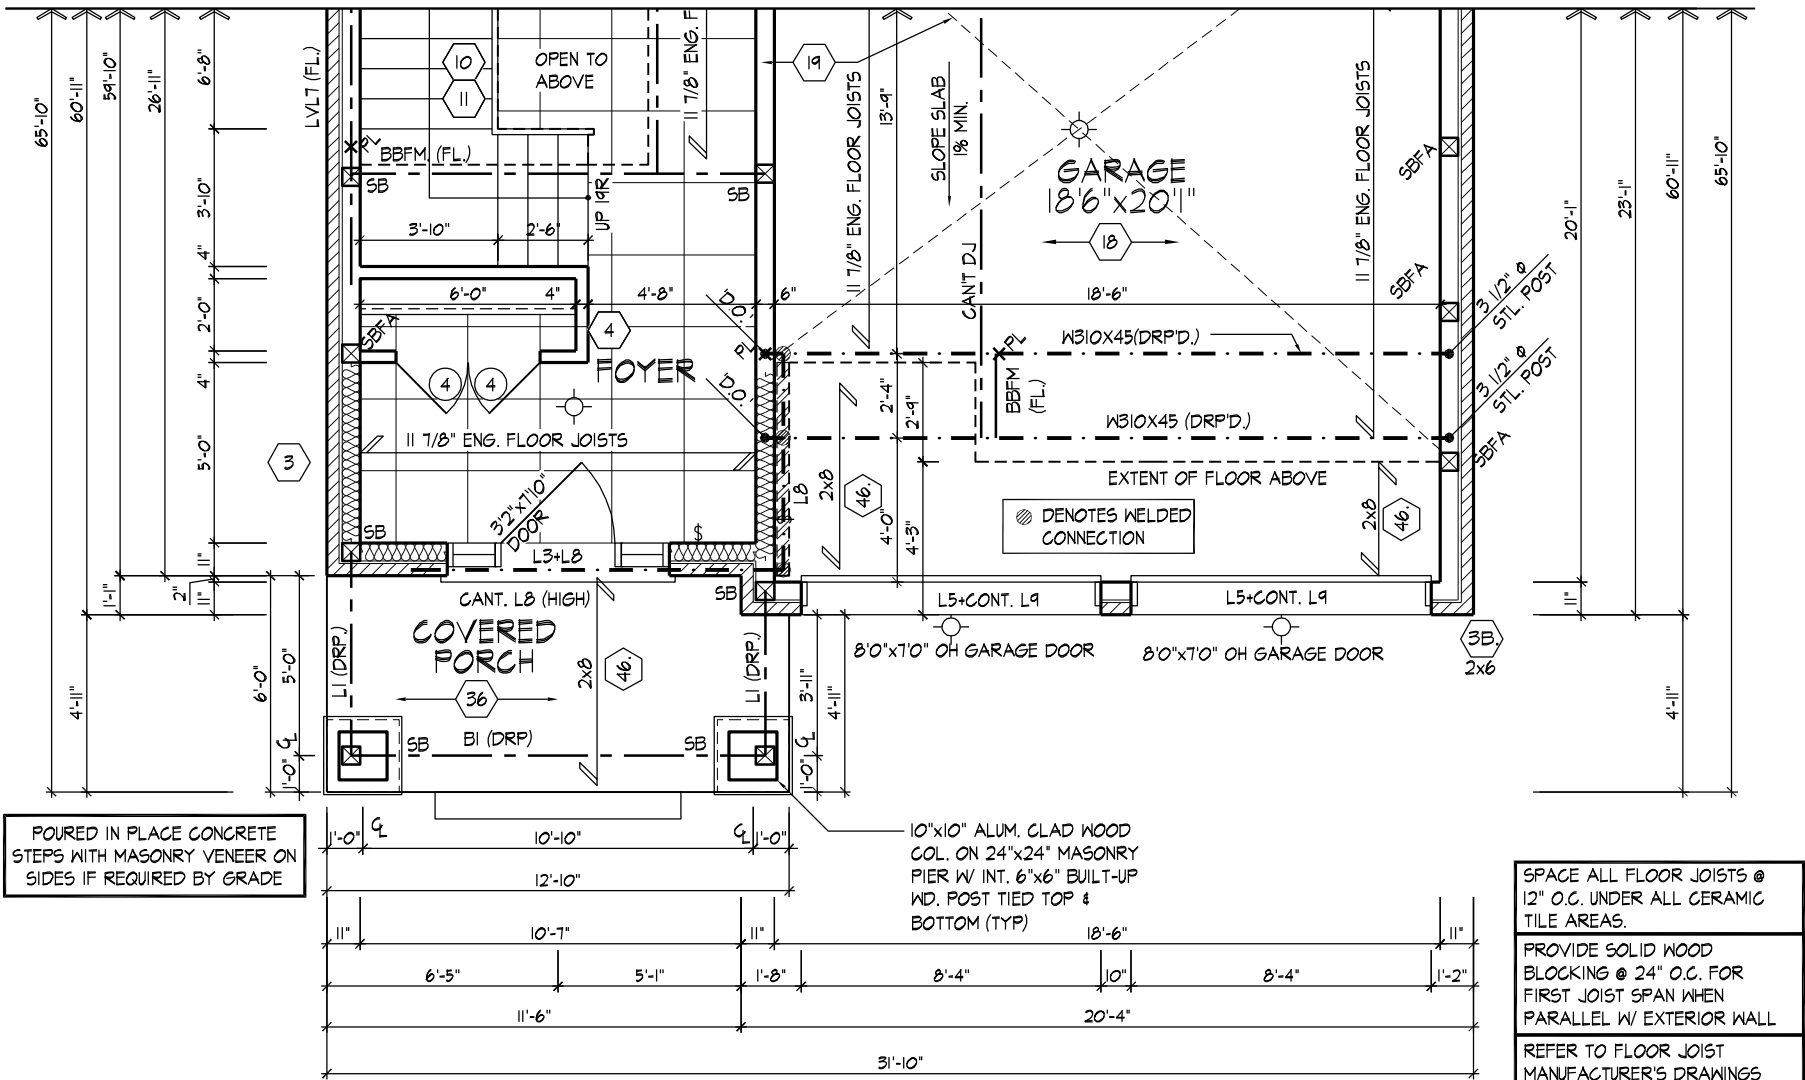 65'-10"
60'-11"
59'-10"
26'-11"
6'-8"
3'-10"
4"
2'-0"
4"
5'-0"
11"
2"
11"
1'-1"
4'-11"
6'-0"
5'-0"
1'-0"
LVL7 (FL.)
10
11
OPEN TO
ABOVE
11 7/8" ENG. F
PL
BBFM. (FL.)
SB
SB
UP 19R
3'-10"
2'-6"
6'-0"
4"
4'-8"
6"
18'-6"
SBFA
4
4
4
FOYER
D.O.
PL
D.O.
11 7/8" ENG. FLOOR JOISTS
3
3'2"x7'10"
DOOR
SB
$
L3+L8
19
11 7/8" ENG. FLOOR JOISTS
13'-9"
SLOPE SLAB
1% MIN.
GARAGE
18'6"x20'1"
18
CANT DJ
11 7/8" ENG. FLOOR JOISTS
SBFA
SBFA
3 1/2" Ø
STL. POST
3 1/2" Ø
STL. POST
SBFA
W310X45(DRP'D.)
PL
BBFM
(FL.)
W310X45 (DRP'D.)
2'-4"
2'-9"
4'-0"
4'-3"
L8
2x8
46.
EXTENT OF FLOOR ABOVE
DENOTES WELDED
CONNECTION
2x8
46.
20'-1"
23'-1"
60'-11"
65'-10"
11"
4'-11"
CANT. L8 (HIGH)
SB
L5+CONT. L9
L5+CONT. L9
COVERED
PORCH
2x8
46.
36
L1 (DRP.)
L1 (DRP.)
8'0"x7'0" OH GARAGE DOOR
8'0"x7'0" OH GARAGE DOOR
3B.
2x6
3'-11"
4'-11"
1'-0"
CL
CL
SB
B1 (DRP)
SB
POURED IN PLACE CONCRETE
STEPS WITH MASONRY VENEER ON
SIDES IF REQUIRED BY GRADE
1'-0"
CL
10'-10"
CL
1'-0"
12'-10"
10"x10" ALUM. CLAD WOOD
COL. ON 24"x24" MASONRY
PIER W/ INT. 6"x6" BUILT-UP
WD. POST TIED TOP &
BOTTOM (TYP)
11"
10'-7"
11"
18'-6"
11"
6'-5"
5'-1"
1'-8"
8'-4"
10"
8'-4"
1'-2"
11'-6"
20'-4"
31'-10"
SPACE ALL FLOOR JOISTS @
12" O.C. UNDER ALL CERAMIC
TILE AREAS.
PROVIDE SOLID WOOD
BLOCKING @ 24" O.C. FOR
FIRST JOIST SPAN WHEN
PARALLEL W/ EXTERIOR WALL
REFER TO FLOOR JOIST
MANUFACTURER'S DRAWINGS